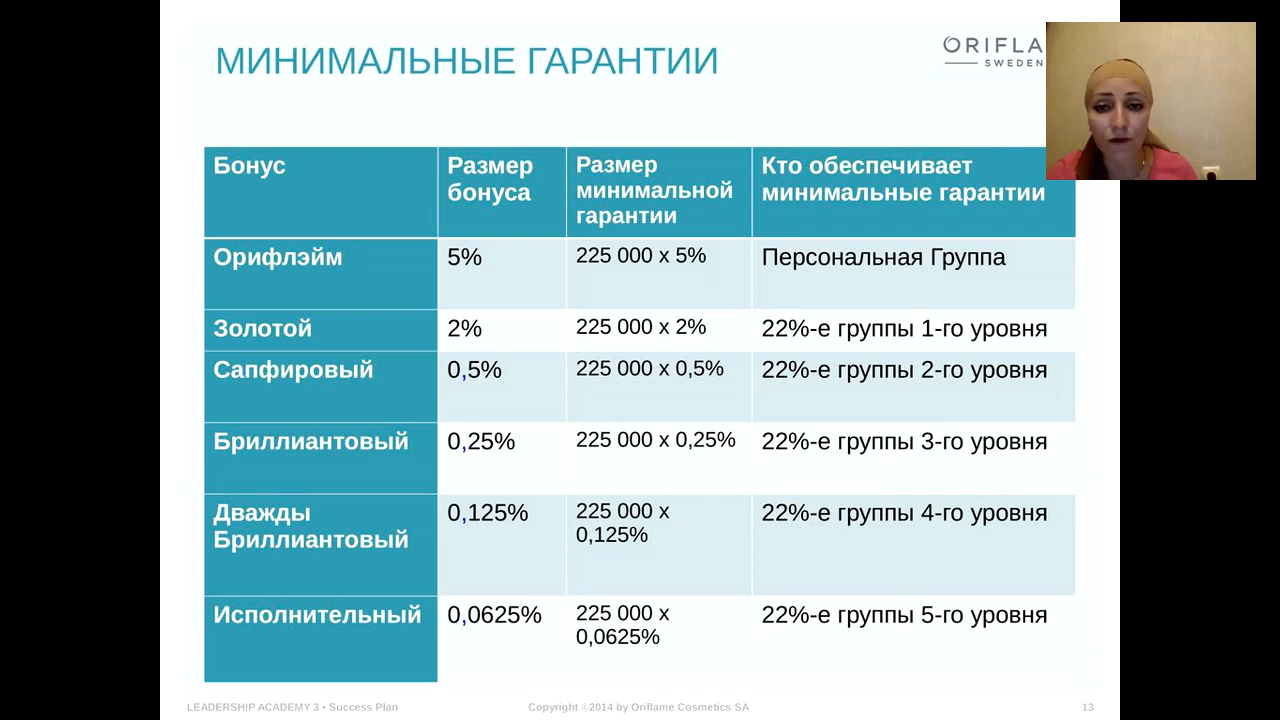 МИНИМАЛЬНЫЕ ГАРАНТИИ
ORIFLA
SWEDEN
Бонус
Размер
бонуса
Размер
минимальной
гарантии
Кто обеспечивает
минимальные гарантии
Орифлэйм
5%
225 000 x 5%
Персональная Группа
Золотой
2%
225 000 x 2%
22%-е группы 1-го уровня
Сапфировый
0,5%
225 000 x 0,5%
22%-е группы 2-го уровня
Бриллиантовый
0,25%
225 000 x 0,25%
22%-е группы 3-го уровня
Дважды
Бриллиантовый
0,125%
225 000 x
0,125%
22%-е группы 4-го уровня
Исполнительный
0,0625%
225 000 x
0,0625%
22%-е группы 5-го уровня
LEADERSHIP ACADEMY 3 • Success Plan
Copyright ©2014 by Oriflame Cosmetics SA
13